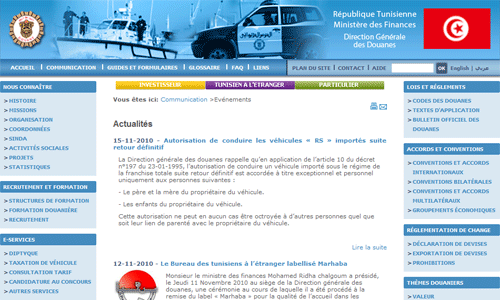 République Tunisienne
Ministère des Finances
Direction Générale
des Douanes
ACCUEIL | COMMUNICATION | GUIDES ET FORMULAIRES | GLOSSAIRE | FAQ | LIENS
PLAN DU SITE | CONTACT | AIDE
OK English | عربي
NOUS CONNAÎTRE
> HISTOIRE
> MISSIONS
> ORGANISATION
> COORDONNÉES
> SINDA
> ACTIVITÉS SOCIALES
> PROJETS
> STATISTIQUES
RECRUTEMENT ET FORMATION
> STRUCTURES DE FORMATION
> FORMATION DOUANIÈRE
> RECRUTEMENT
E-SERVICES
> DIPTYQUE
> TAXATION DE VÉHICULE
> CONSULTATION TARIF
> CANDIDATURE AU CONCOURS
> AUTRES SERVICES
INVESTISSEUR
TUNISIEN A L'ETRANGER
PARTICULIER
Vous êtes ici: Communication >Evénements
Actualités
15-11-2010 - Autorisation de conduire les véhicules « RS » importés suite
retour définitif
La Direction générale des douanes rappelle qu'en application de l'article 10 du décret
n°197 du 23-01-1995, l'autorisation de conduire un véhicule importé sous le régime de
la franchise totale suite retour définitif est accordée à titre exceptionnel et personnel
uniquement aux personnes suivantes :
- Le père et la mère du propriétaire du véhicule.
- Les enfants du propriétaire du véhicule.
Cette autorisation ne peut en aucun cas être octroyée à d'autres personnes quel que
soit leur lien de parenté avec le propriétaire du véhicule.
Lire la suite
12-11-2010 - Le Bureau des tunisiens à l'étranger labellisé Marhaba
Monsieur le ministre des finances Mohamed Ridha chalgoum a présidé,
le Jeudi 11 Novembre 2010 au siège de la Direction générale des
douanes, une cérémonie au cours de laquelle il a été procédé à la
remise du label « Marhaba » pour la qualité de l'accueil dans les
LOIS ET RÈGLEMENTS
> CODES DES DOUANES
> TEXTES D'APPLICATION
> BULLETIN OFFICIEL DES
DOUANES
ACCORDS ET CONVENTIONS
> CONVENTIONS ET ACCORDS
INTERNATIONAUX
> CONVENTIONS BILATÉRALES
> CONVENTIONS ET ACCORDS
MULTILATÉRAUX
> GROUPEMENTS ÉCONOMIQUES
RÉGLEMENTATION DE CHANGE
> DÉCLARATION DE DEVISES
> EXPORTATION DE DEVISES
> PROHIBITIONS
THÈMES DOUANIERS
> VALEUR